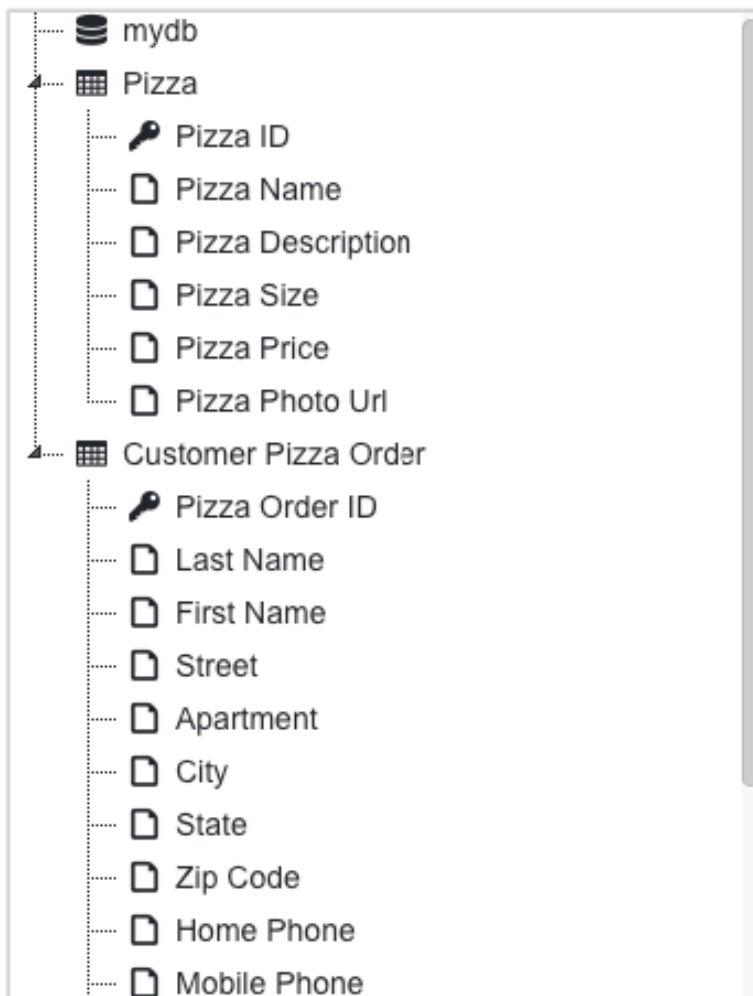 mydb
Pizza
Pizza ID
Pizza Name
Pizza Description
Pizza Size
Pizza Price
Pizza Photo Url
Customer Pizza Order
Pizza Order ID
Last Name
First Name
Street
Apartment
City
State
Zip Code
Home Phone
Mobile Phone